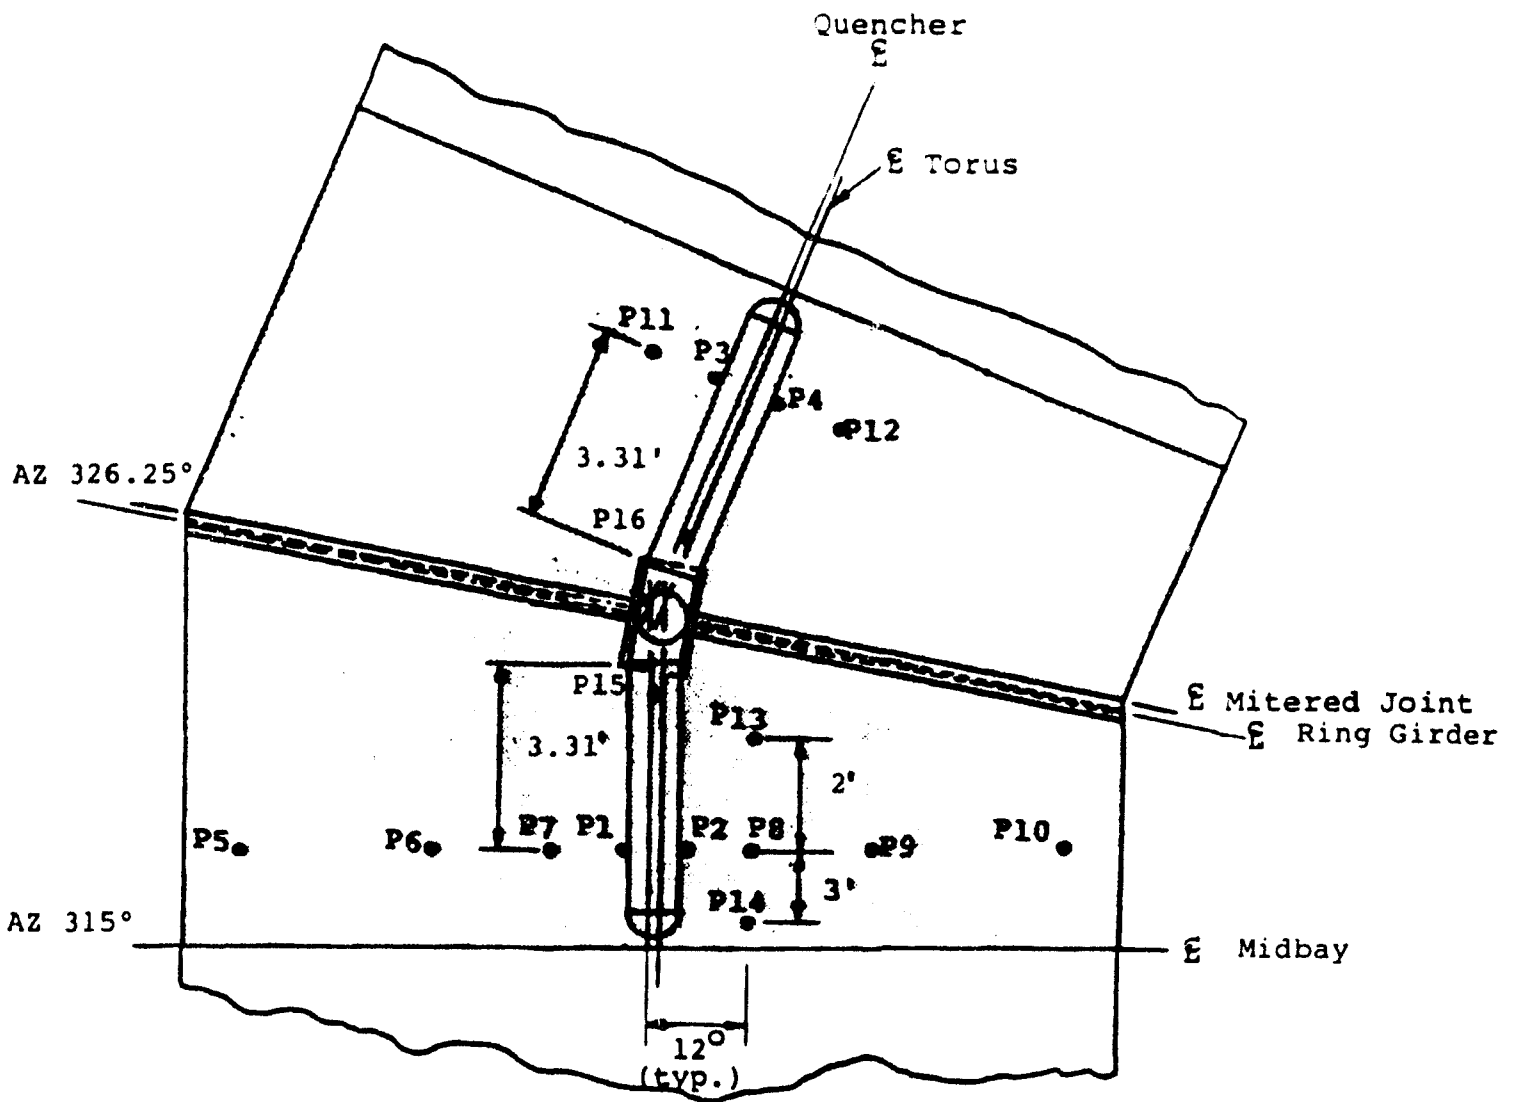 Quencher
℄
℄ Torus
P11
P3
P4
P12
3.31'
AZ 326.25°
P16
℄ Mitered Joint
℄ Ring Girder
P15
P13
3.31'
2'
P5
P6
P7
P1
P2
P8
P9
P10
3'
P14
AZ 315°
℄ Midbay
12°
(typ.)